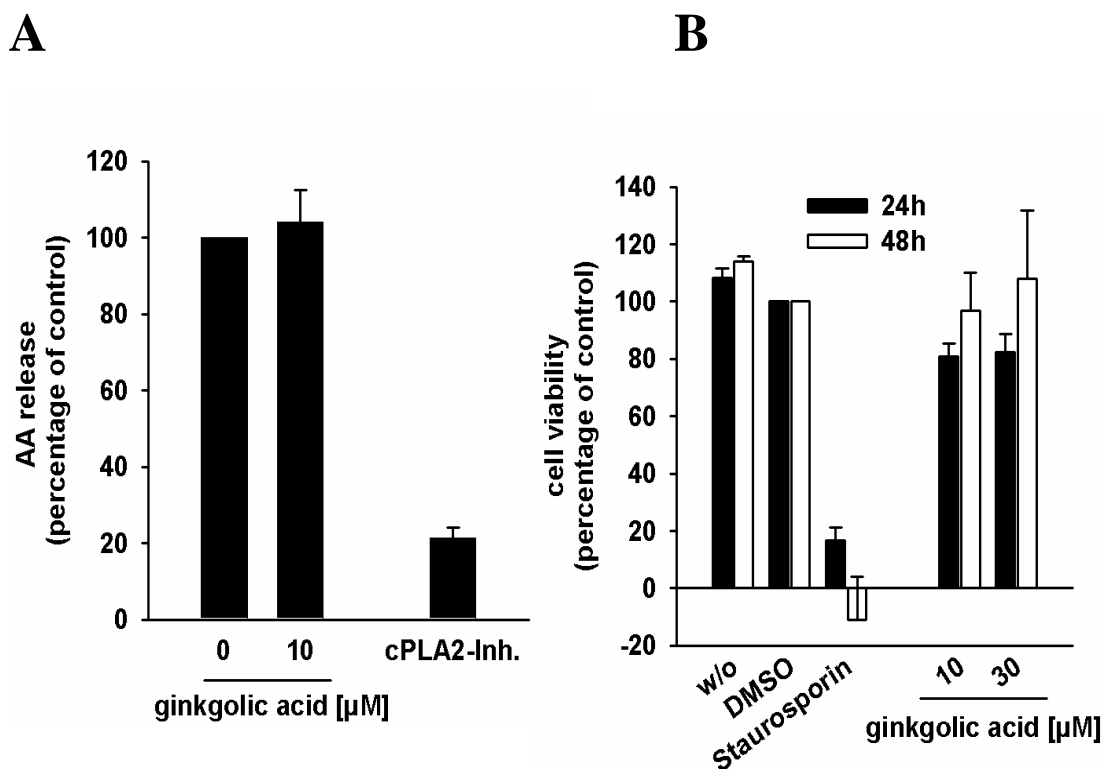 A
B
AA release
(percentage of control)
120
100
80
60
40
20
0
0 10 cPLA2-Inh.
ginkgolic acid [µM]
cell viability
(percentage of control)
140
120
100
80
60
40
20
0
-20
24h
48h
w/o
DMSO
Staurosporin
10 30
ginkgolic acid [µM]